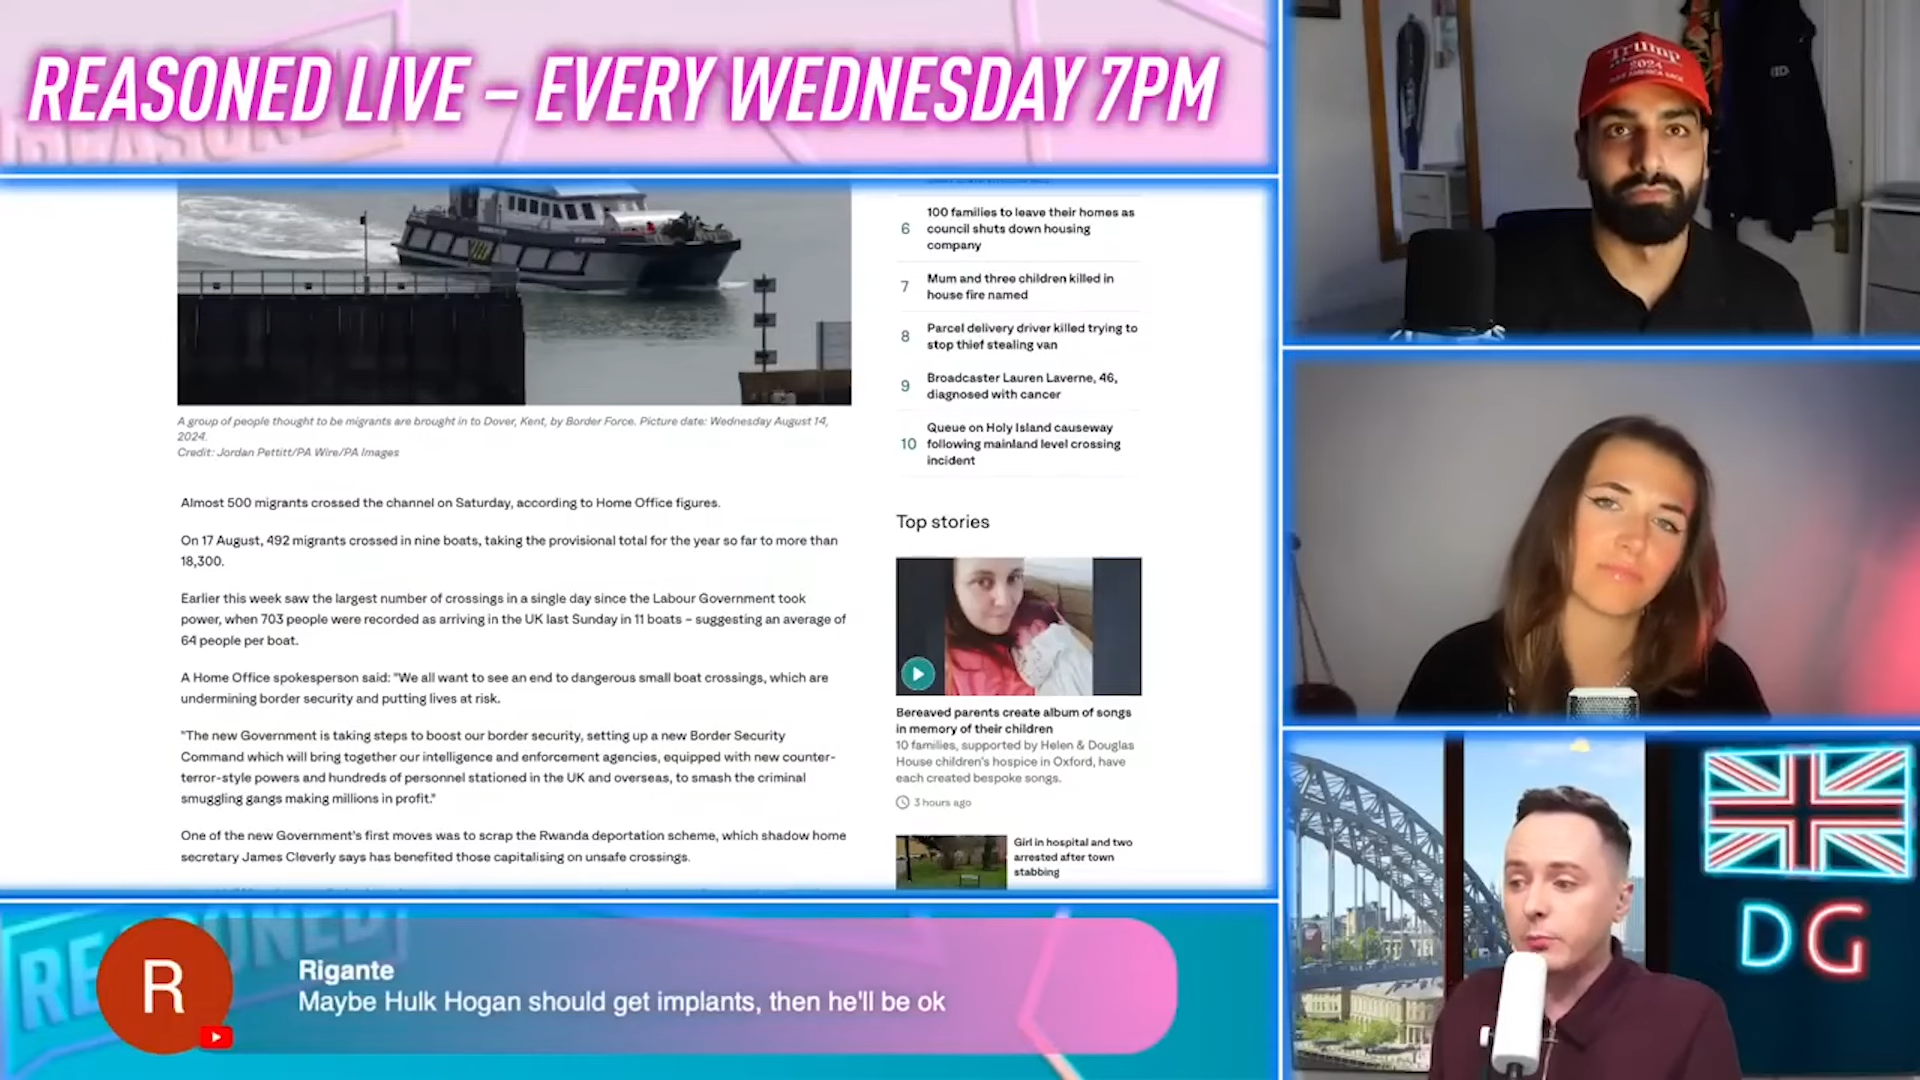 REASONED LIVE – EVERY WEDNESDAY 7PM
REASONED
Trump
2024
A group of people thought to be migrants are brought in to Dover, Kent, by Border Force. Picture date: Wednesday August 14,
2024.
Credit: Jordan Pettitt/PA Wire/PA Images
Almost 500 migrants crossed the channel on Saturday, according to Home Office figures.
On 17 August, 492 migrants crossed in nine boats, taking the provisional total for the year so far to more than
18,300.
Earlier this week saw the largest number of crossings in a single day since the Labour Government took
power, when 703 people were recorded as arriving in the UK last Sunday in 11 boats – suggesting an average of
64 people per boat.
A Home Office spokesperson said: "We all want to see an end to dangerous small boat crossings, which are
undermining border security and putting lives at risk.
"The new Government is taking steps to boost our border security, setting up a new Border Security
Command which will bring together our intelligence and enforcement agencies, equipped with new counter-
terror-style powers and hundreds of personnel stationed in the UK and overseas, to smash the criminal
smuggling gangs making millions in profit."
One of the new Government's first moves was to scrap the Rwanda deportation scheme, which shadow home
secretary James Cleverly says has benefited those capitalising on unsafe crossings.
6
100 families to leave their homes as
council shuts down housing
company
7
Mum and three children killed in
house fire named
8
Parcel delivery driver killed trying to
stop thief stealing van
9
Broadcaster Lauren Laverne, 46,
diagnosed with cancer
10
Queue on Holy Island causeway
following mainland level crossing
incident
Top stories
Bereaved parents create album of songs
in memory of their children
10 families, supported by Helen & Douglas
House children's hospice in Oxford, have
each created bespoke songs.
3 hours ago
Girl in hospital and two
arrested after town
stabbing
DG
REASONED
R
Rigante
Maybe Hulk Hogan should get implants, then he'll be ok